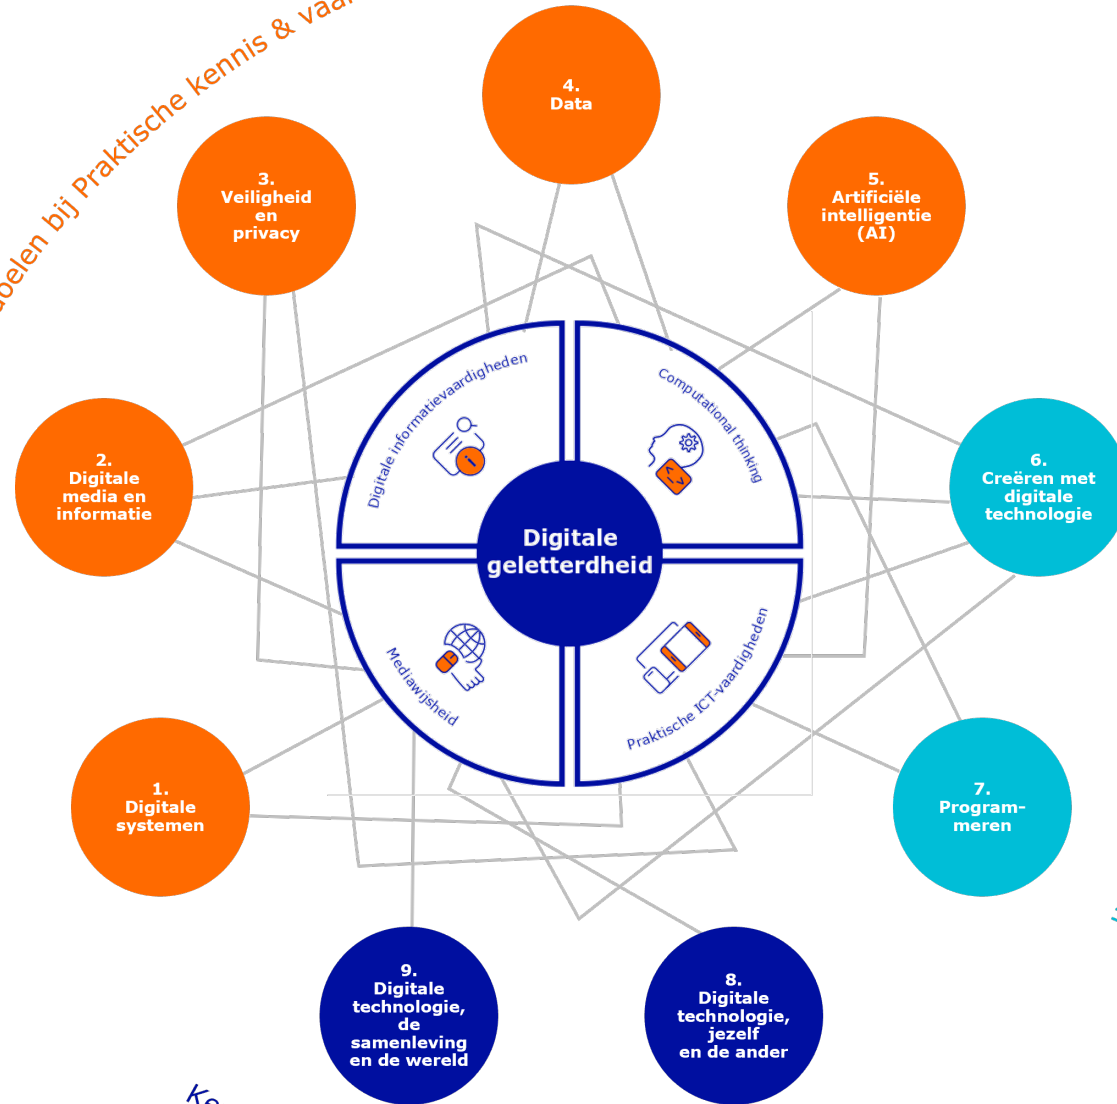 bij Praktische kennis &
4.
Data
3.
Veiligheid
en
privacy
5.
Artificiële
intelligentie
(AI)
Digitale informatievaardigheden
Computational thinking
2.
Digitale
media en
informatie
6.
Creëren met
digitale
technologie
Digitale
geletterdheid
Mediawijsheid
Praktische ICT-vaardigheden
1.
Digitale
systemen
7.
Program-
meren
9.
Digitale
technologie,
de
samenleving
en de wereld
8.
Digitale
technologie,
jezelf
en de ander